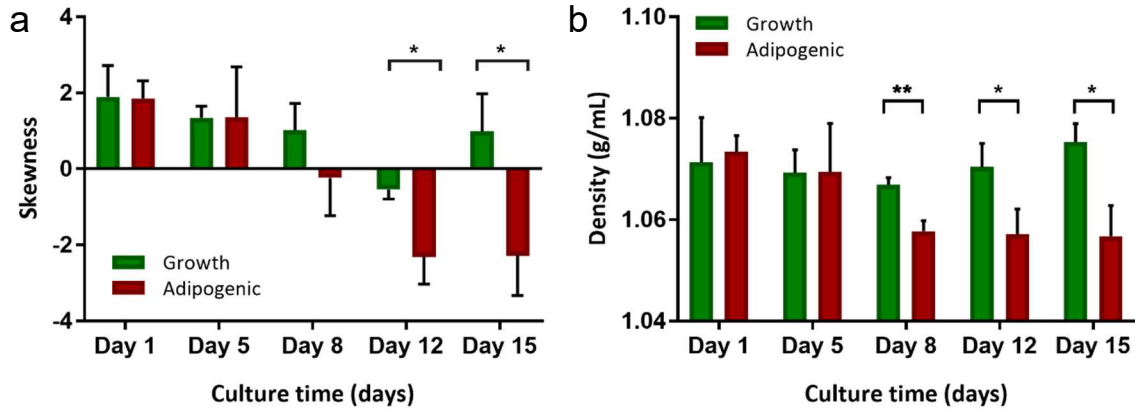 a
4
2
0
-2
-4
Skewness
* *
Growth
Adipogenic
Day 1 Day 5 Day 8 Day 12 Day 15
Culture time (days)
b
1.10
1.08
1.06
1.04
Density (g/mL)
Growth
Adipogenic
** * *
Day 1 Day 5 Day 8 Day 12 Day 15
Culture time (days)